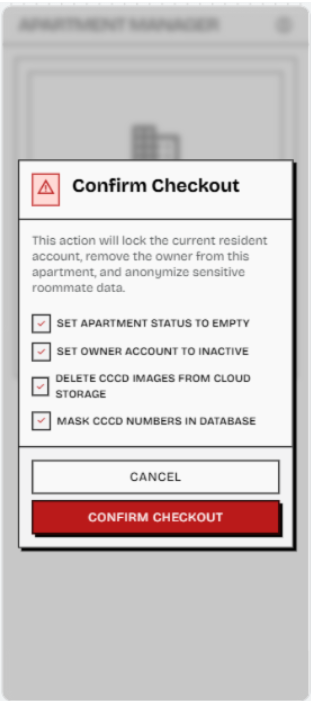 APARTMENT MANAGER
Confirm Checkout
This action will lock the current resident
account, remove the owner from this
apartment, and anonymize sensitive
roommate data.
SET APARTMENT STATUS TO EMPTY
SET OWNER ACCOUNT TO INACTIVE
DELETE CCCD IMAGES FROM CLOUD
STORAGE
MASK CCCD NUMBERS IN DATABASE
CANCEL
CONFIRM CHECKOUT